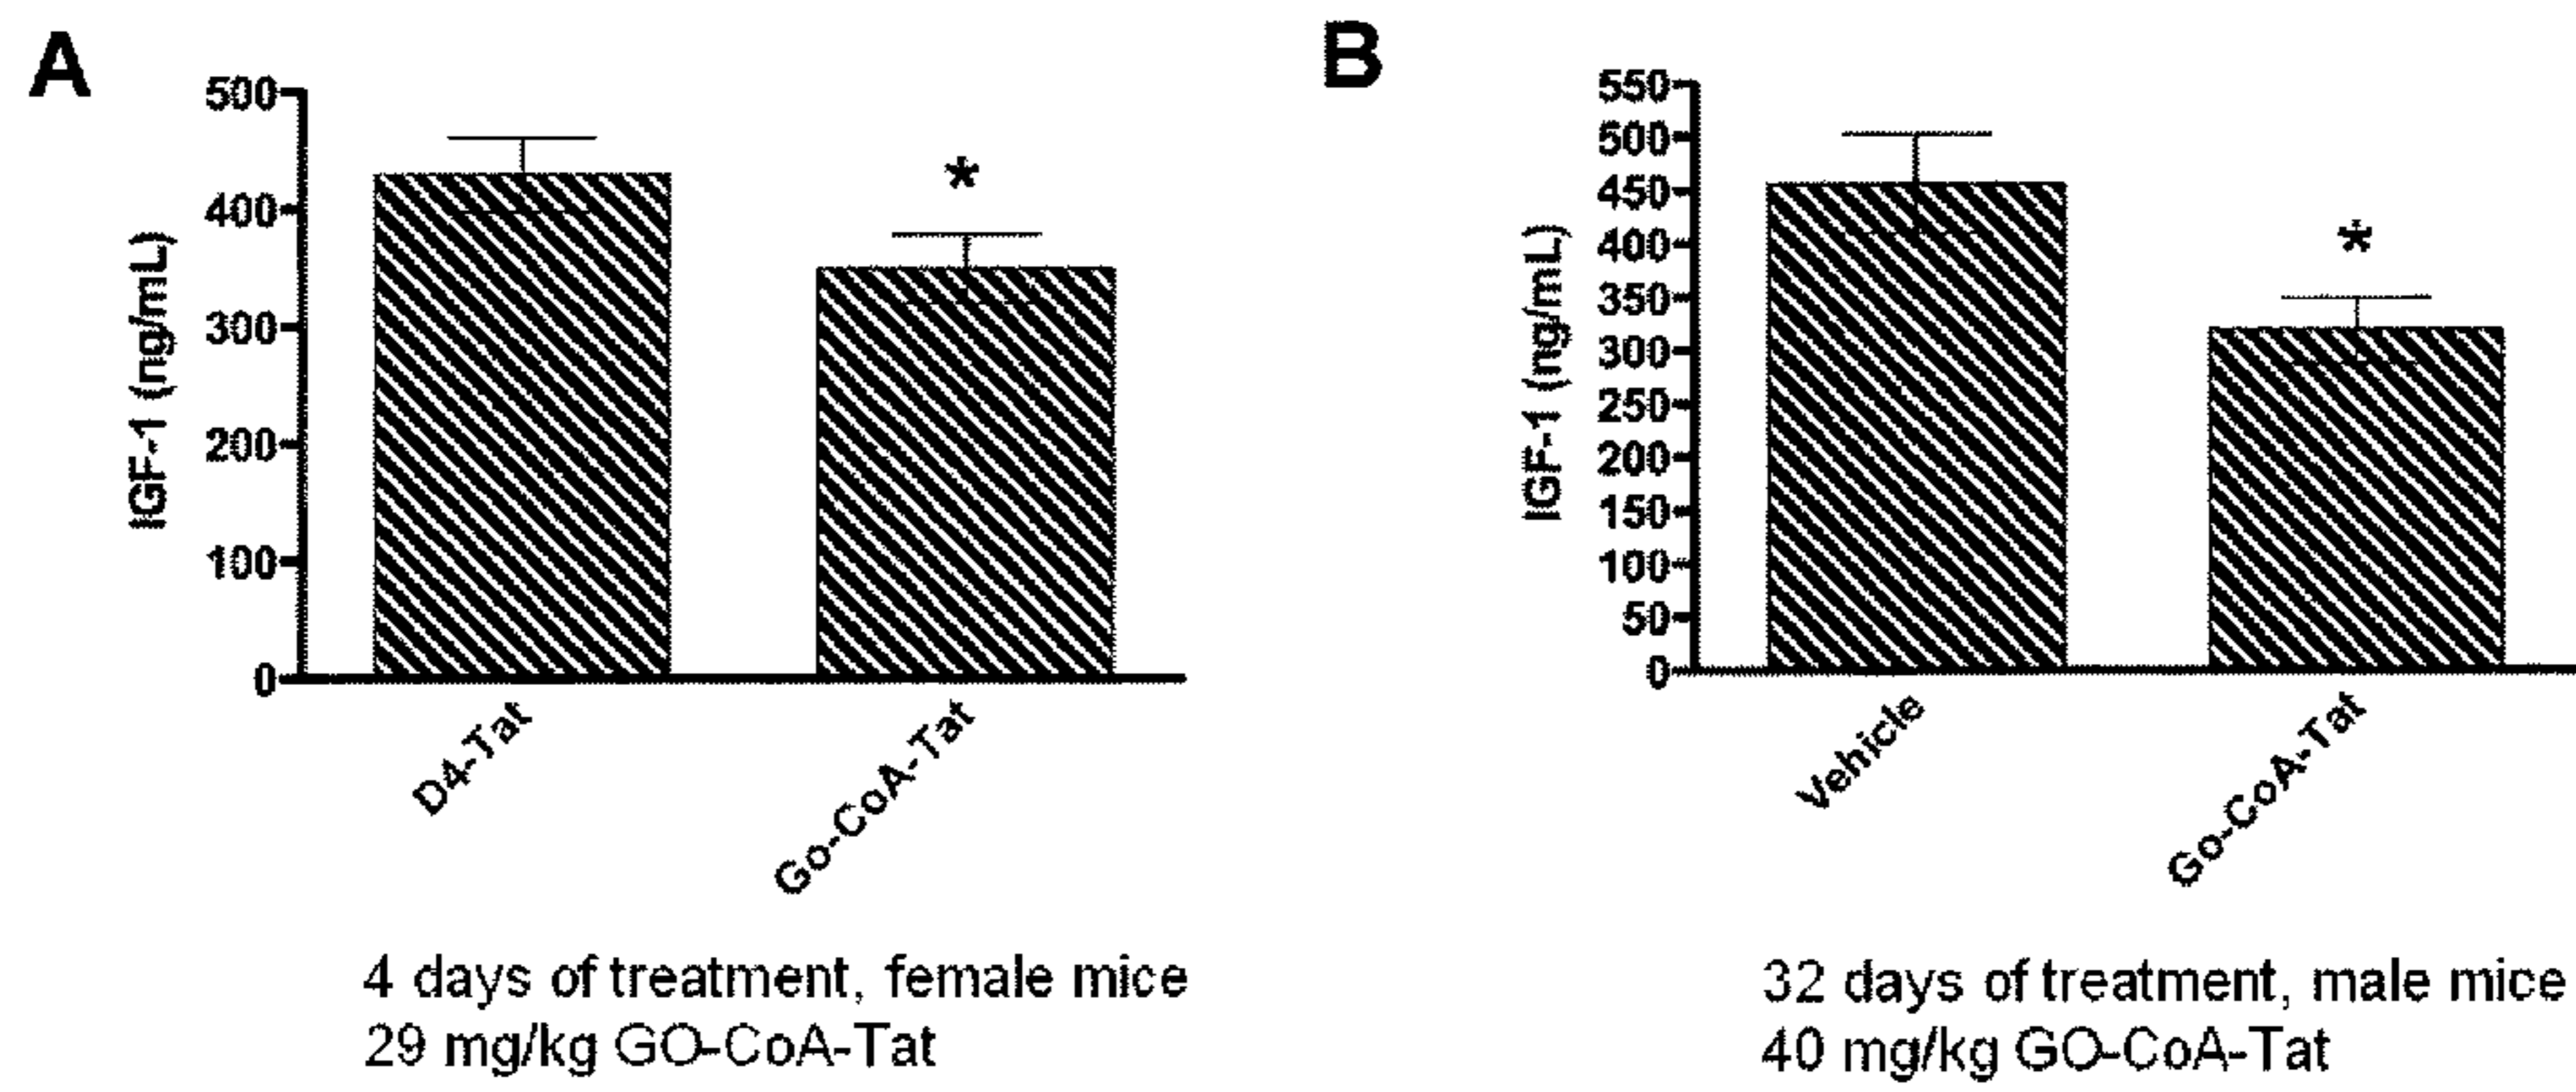 A
500
400
300
200
100
0
IGF-1 (ng/mL)
*
D4-Tat
Go-CoA-Tat
4 days of treatment, female mice
29 mg/kg GO-CoA-Tat
B
550
500
450
400
350
300
250
200
150
100
50
0
IGF-1 (ng/mL)
*
Vehicle
Go-CoA-Tat
32 days of treatment, male mice
40 mg/kg GO-CoA-Tat